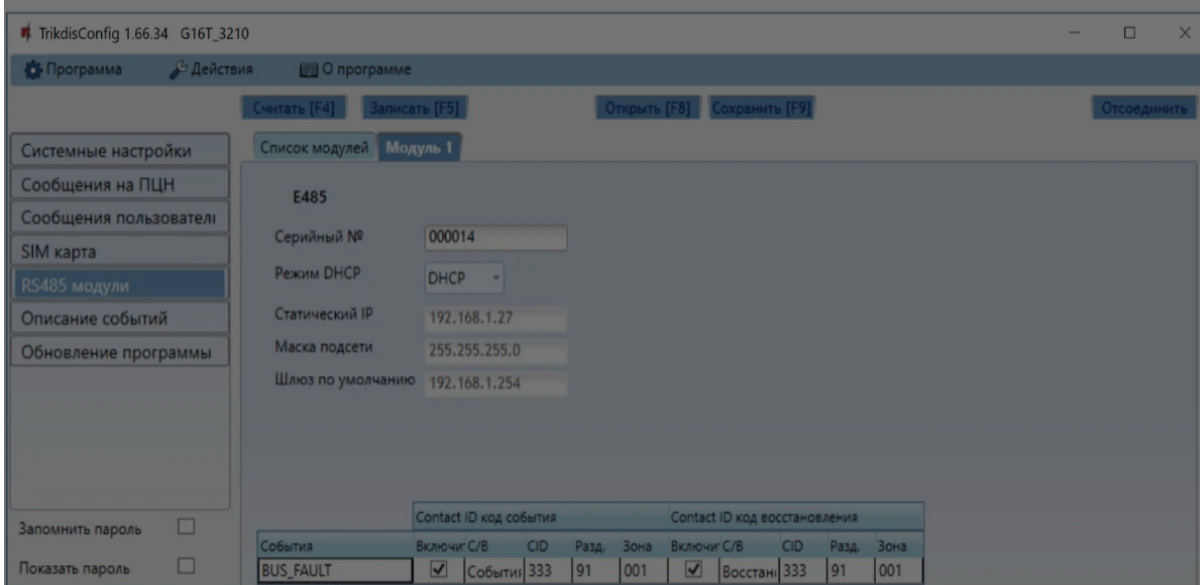 TrikdisConfig 1.66.34 G16T_3210
Программа Действия О программе
Считать [F4] Записать [F5] Открыть [F8] Сохранить [F9] Отсоединить
Системные настройки
Сообщения на ПЦН
Сообщения пользователю
SIM карта
RS485 модули
Описание событий
Обновление программы
Запомнить пароль
Показать пароль
Список модулей Модуль 1
E485
Серийный № 000014
Режим DHCP DHCP
Статический IP 192.168.1.27
Маска подсети 255.255.255.0
Шлюз по умолчанию 192.168.1.254
Contact ID код события Contact ID код восстановления
События Включит С/В CID Разд. Зона Включит С/В CID Разд. Зона
BUS_FAULT События 333 91 001 Восстан 333 91 001